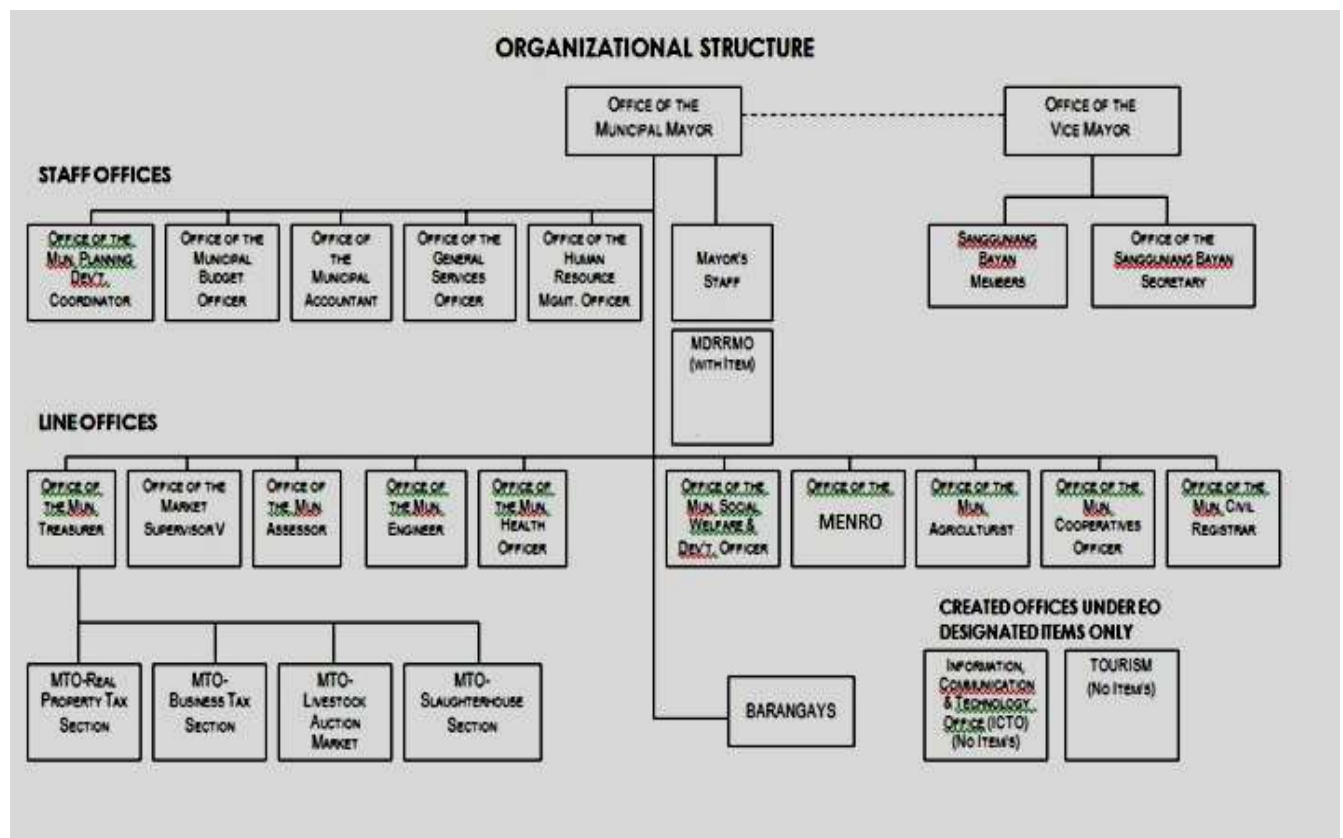 ORGANIZATIONAL STRUCTURE
OFFICE OF THE
MUNICIPAL MAYOR
OFFICE OF THE
VICE MAYOR
STAFF OFFICES
OFFICE OF THE
MUN. PLANNING
DEV'T.
COORDINATOR
OFFICE OF THE
MUNICIPAL
BUDGET
OFFICER
OFFICE OF
THE
MUNICIPAL
ACCOUNTANT
OFFICE OF THE
GENERAL
SERVICES
OFFICER
OFFICE OF THE
HUMAN
RESOURCE
MGMT. OFFICER
MAYOR'S
STAFF
SANGGUNIANG
BAYAN
MEMBERS
OFFICE OF THE
SANGGUNIANG BAYAN
SECRETARY
MDRRMO
(WITH ITEM)
LINE OFFICES
OFFICE OF
THE MUN.
TREASURER
OFFICE OF THE
MARKET
SUPERVISOR V
OFFICE OF
THE MUN
ASSESSOR
OFFICE OF
THE MUN.
ENGINEER
OFFICE OF
THE MUN.
HEALTH
OFFICER
OFFICE OF THE
MUN. SOCIAL
WELFARE &
DEV'T. OFFICER
OFFICE OF THE
MENRO
OFFICE OF THE
MUN.
AGRICULTURIST
OFFICE OF THE
MUN.
COOPERATIVES
OFFICER
OFFICE OF THE
MUN. CIVIL
REGISTRAR
CREATED OFFICES UNDER EO
DESIGNATED ITEMS ONLY
MTO-REAL
PROPERTY TAX
SECTION
MTO-
BUSINESS TAX
SECTION
MTO-
LIVESTOCK
AUCTION
MARKET
MTO-
SLAUGHTERHOUSE
SECTION
BARANGAYS
INFORMATION,
COMMUNICATION
& TECHNOLOGY
OFFICE (ICTO)
(NO ITEM'S)
TOURISM
(NO ITEM'S)